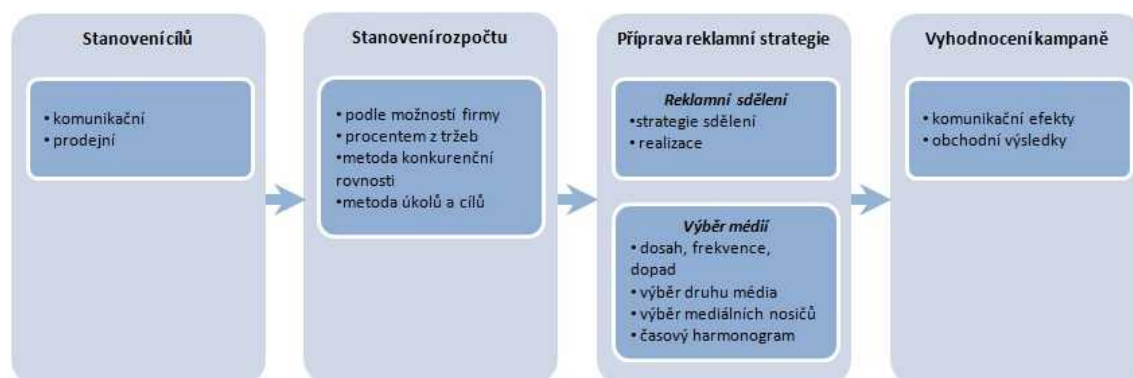 Stanovení cílů
• komunikační
• prodejní
Stanovení rozpočtu
• podle možností firmy
• procentem z tržeb
• metoda konkurenční
rovnosti
• metoda úkolů a cílů
Příprava reklamní strategie
Reklamní sdělení
• strategie sdělení
• realizace
Výběr médií
• dosah, frekvence,
dopad
• výběr druhu média
• výběr mediálních nosičů
• časový harmonogram
Vyhodnocení kampaně
• komunikační efekty
• obchodní výsledky